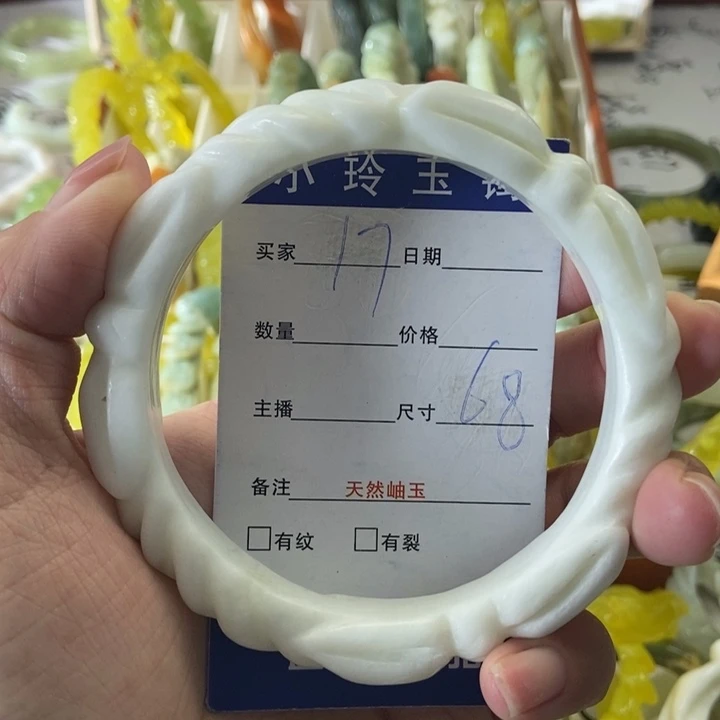 小玲玉
买家 17 日期
数量 价格
主播 尺寸 68
备注 天然岫玉
□有纹 □有裂